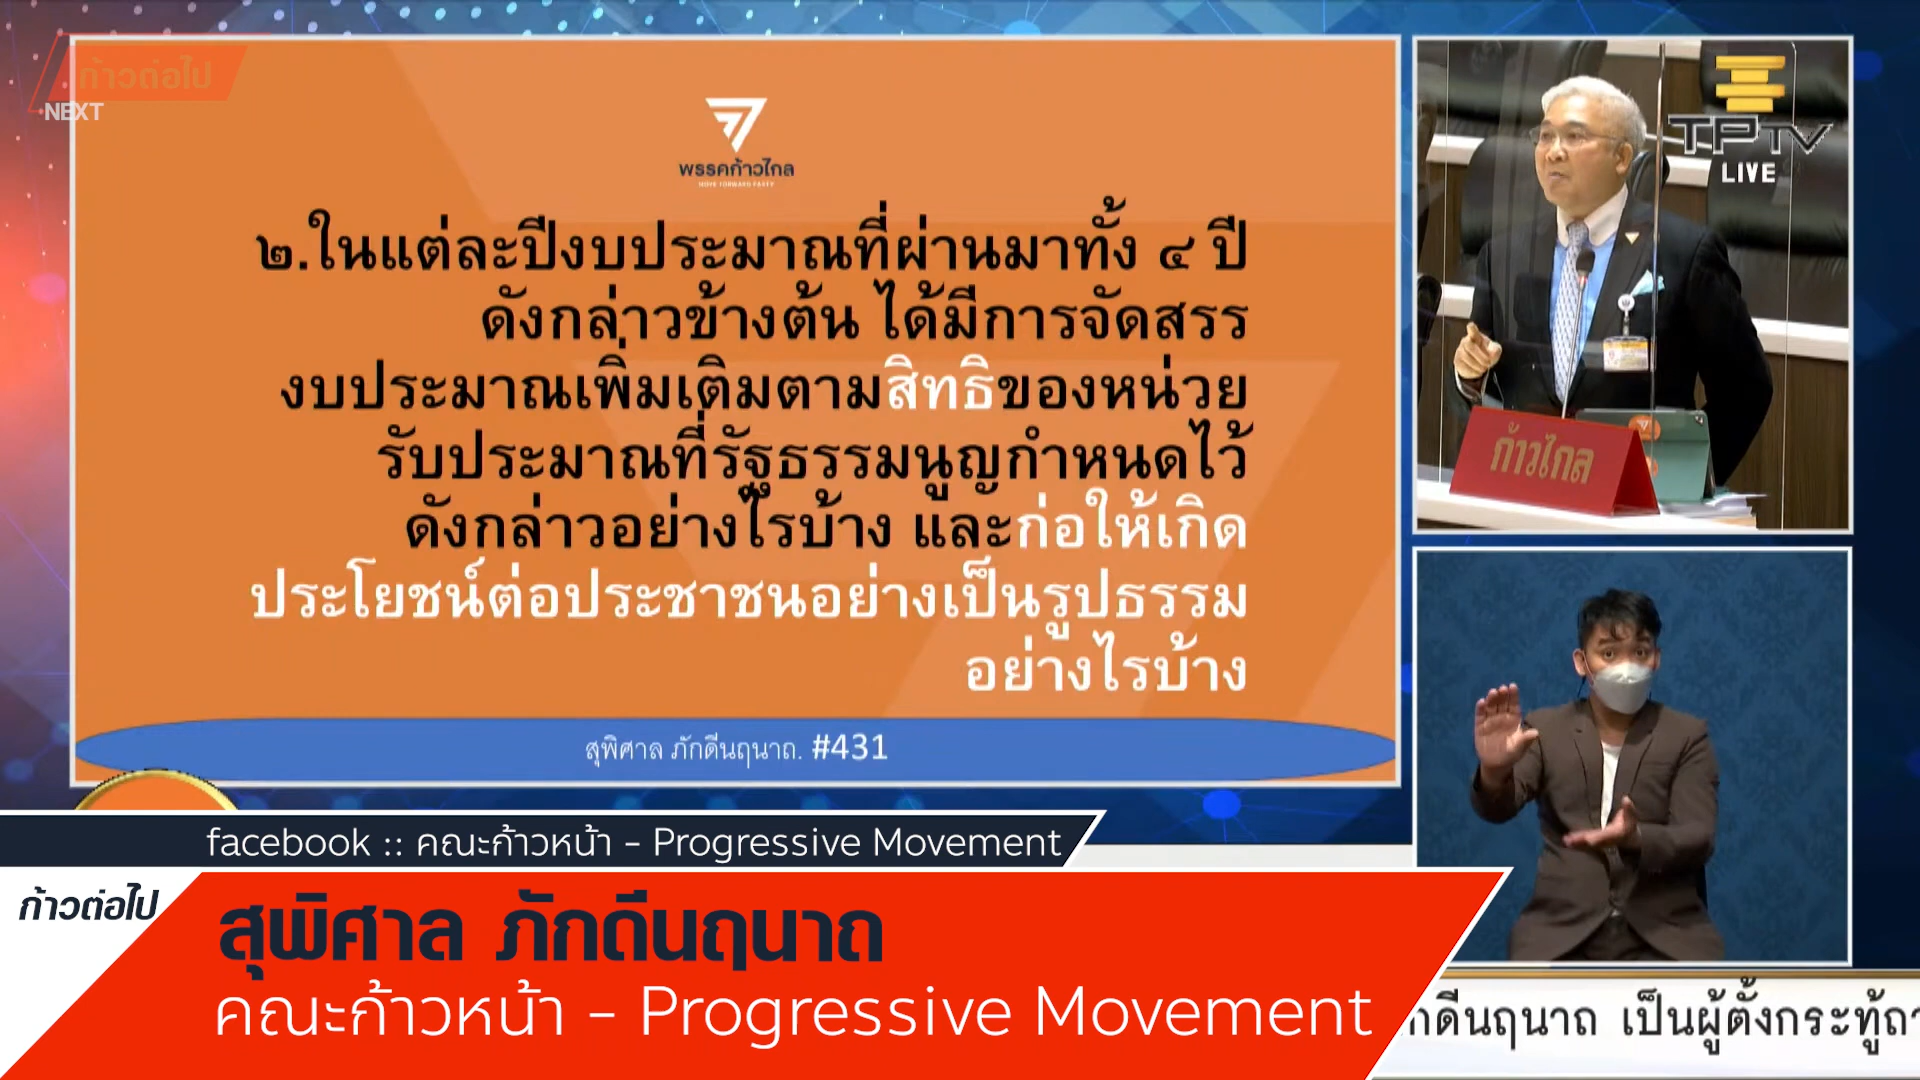 ก้าวต่อไป
NEXT
พรรคก้าวไกล
MOVE FORWARD PARTY
๒.ในแต่ละปีงบประมาณที่ผ่านมาทั้ง ๔ ปี
ดังกล่าวข้างต้น ได้มีการจัดสรร
งบประมาณเพิ่มเติมตามสิทธิของหน่วย
รับประมาณที่รัฐธรรมนูญกำหนดไว้
ดังกล่าวอย่างไรบ้าง และก่อให้เกิด
ประโยชน์ต่อประชาชนอย่างเป็นรูปธรรม
อย่างไรบ้าง
สุพิศาล ภักดีนฤนาถ. #431
TPTV
LIVE
ก้าวไกล
facebook :: คณะก้าวหน้า - Progressive Movement
ก้าวต่อไป
สุพิศาล ภักดีนฤนาถ
คณะก้าวหน้า - Progressive Movement
กดีนฤนาถ เป็นผู้ตั้งกระทู้ถา